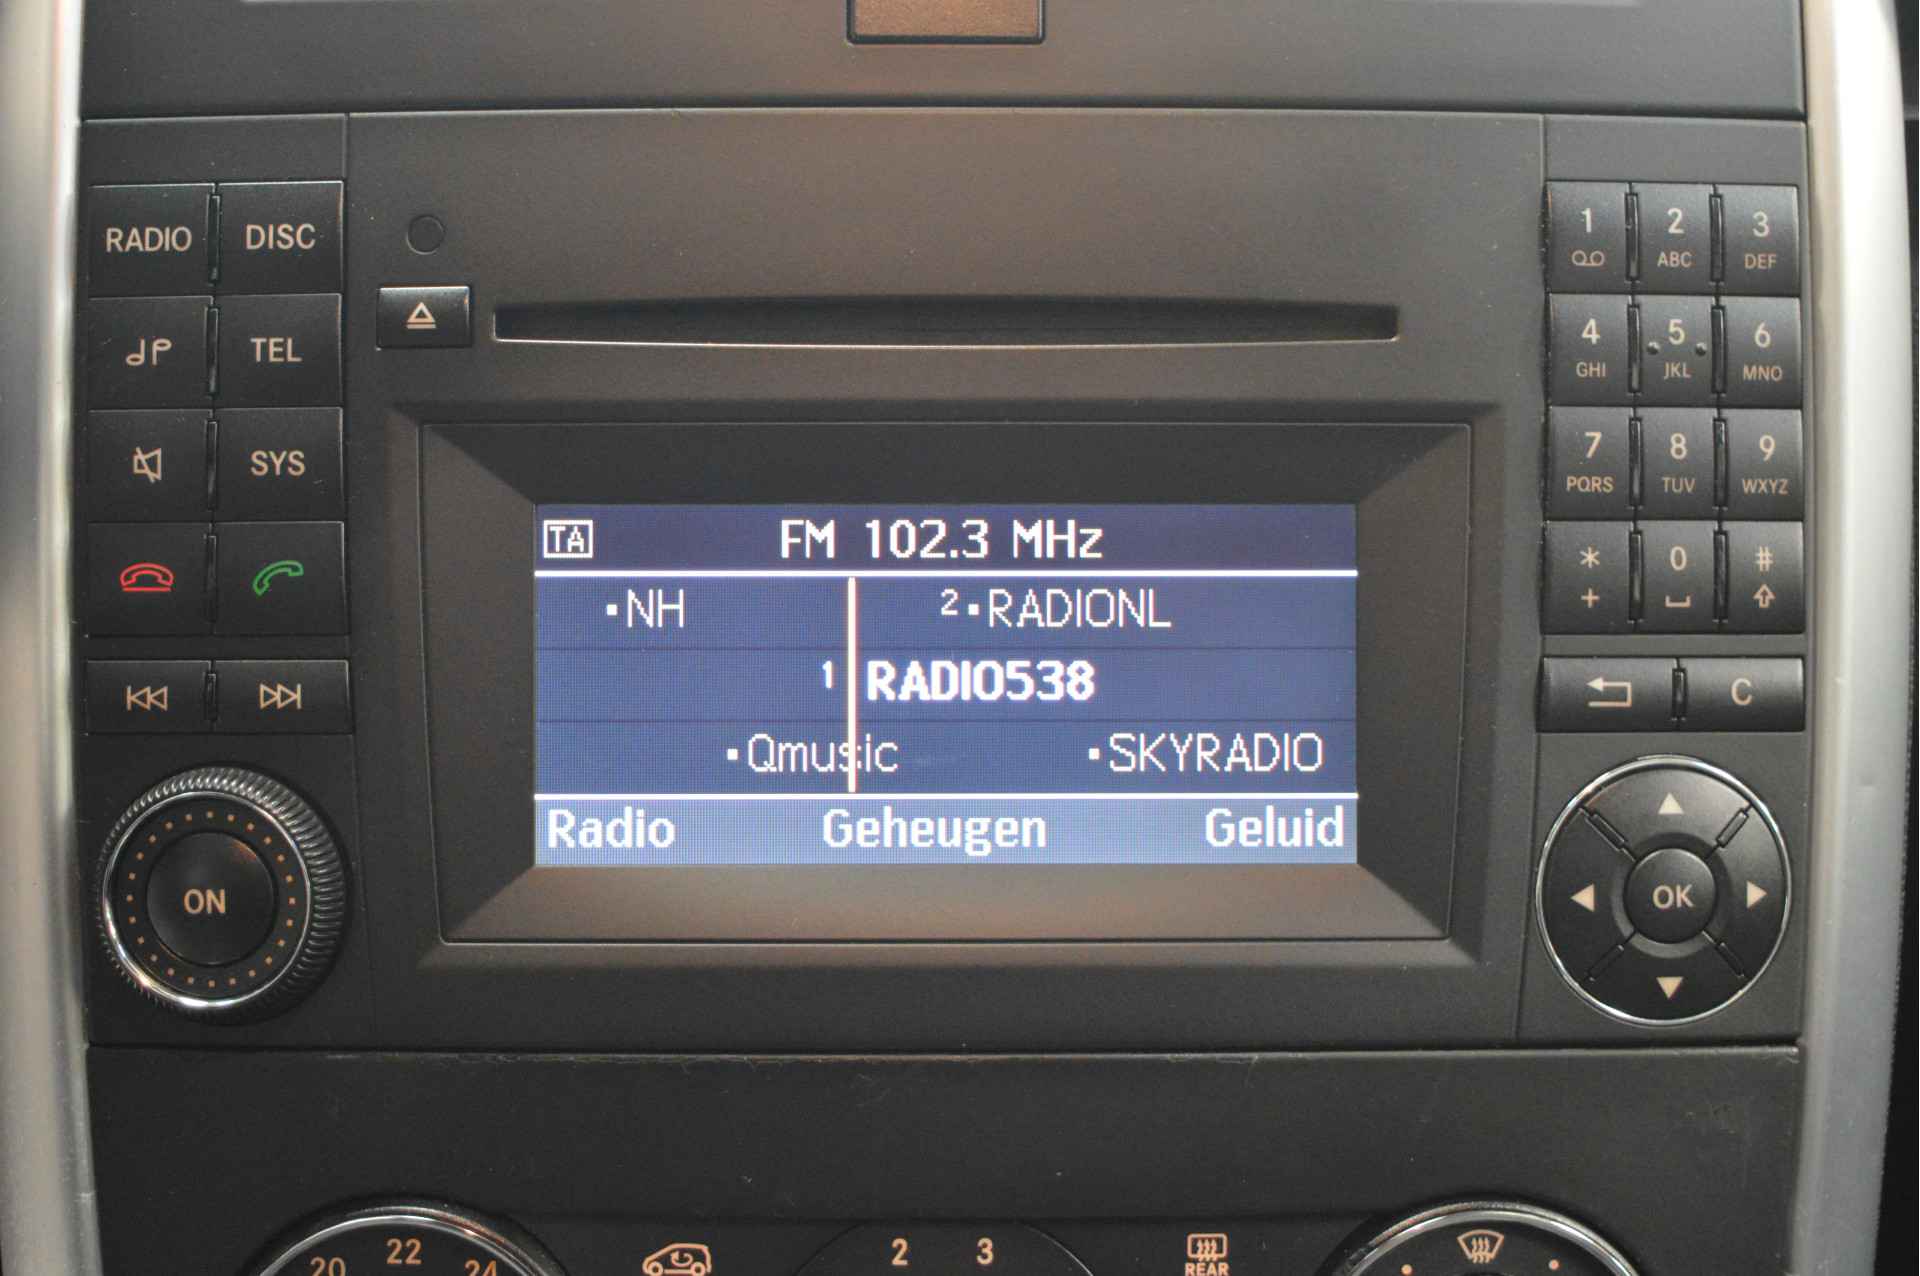 RADIO DISC
TEL
SYS
ON
TA FM 102.3 MHz
NH 2 RADIONL
1 RADIO538
Qmusic SKYRADIO
Radio Geheugen Geluid
1 2 3
ABC DEF
4 5 6
GHI JKL MNO
7 8 9
PQRS TUV WXYZ
* 0 #
+
C
OK
20 22 24
2 3
REAR